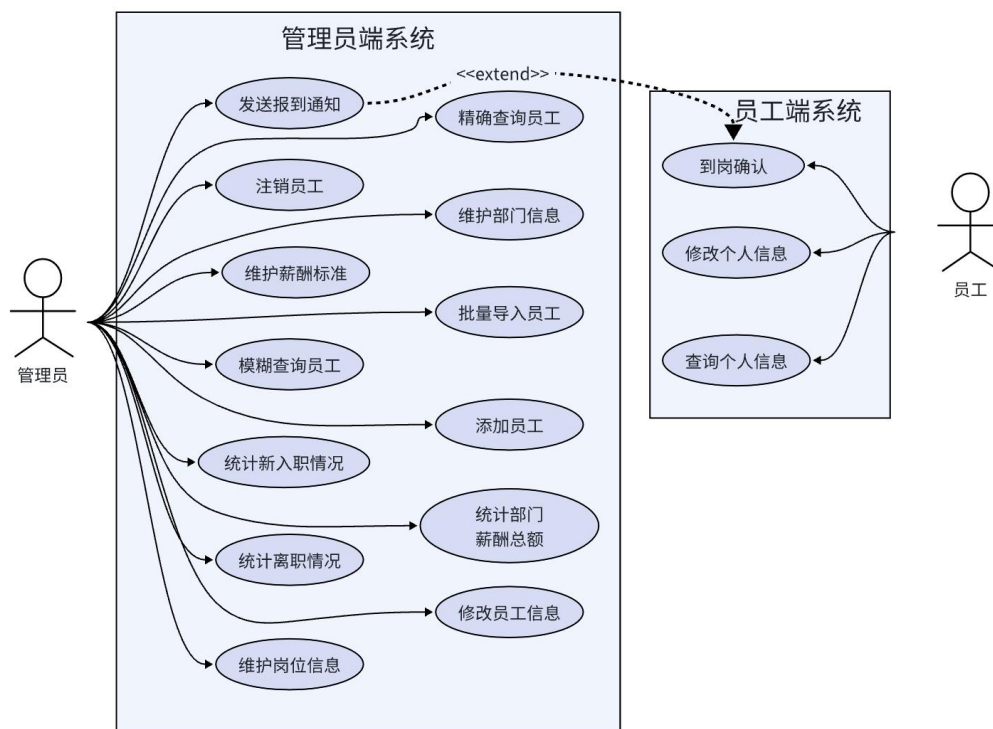 管理员端系统
<<extend>>
发送报到通知
精确查询员工
注销员工
维护部门信息
维护薪酬标准
批量导入员工
模糊查询员工
添加员工
统计新入职情况
统计部门
薪酬总额
统计离职情况
修改员工信息
维护岗位信息
管理员
员工端系统
到岗确认
修改个人信息
查询个人信息
员工